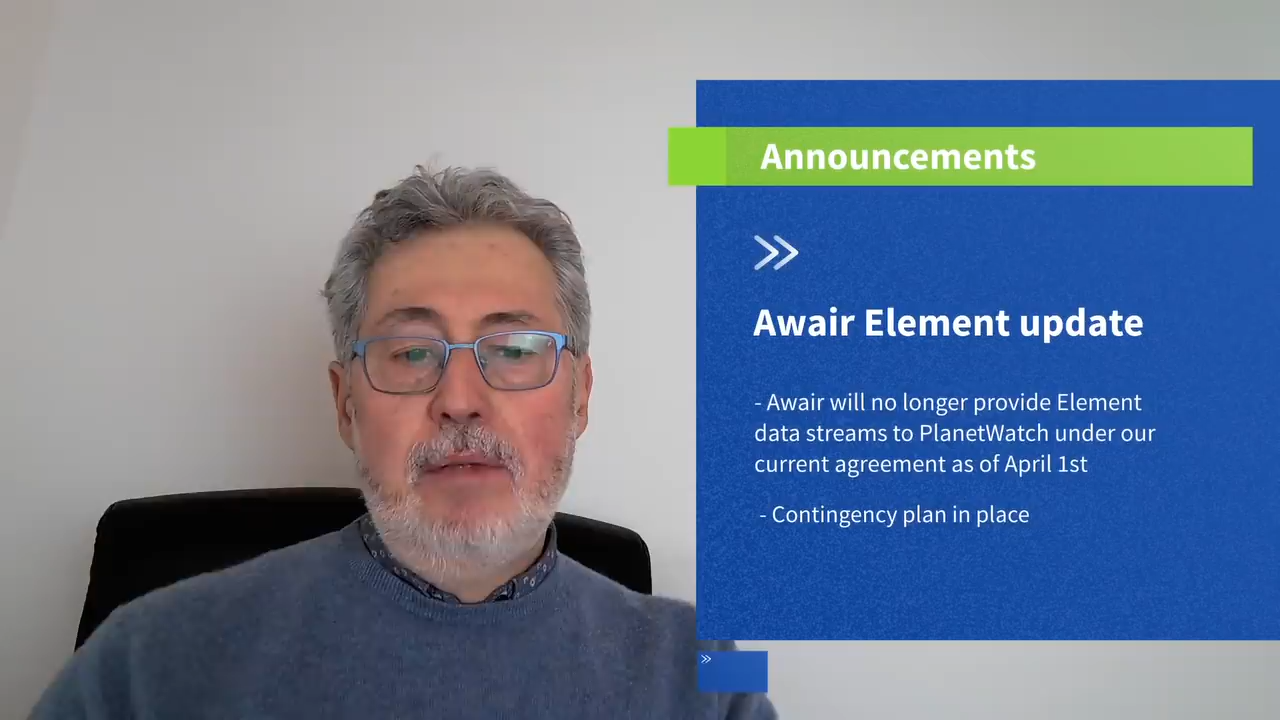 Announcements
Awair Element update
- Awair will no longer provide Element
data streams to PlanetWatch under our
current agreement as of April 1st
- Contingency plan in place